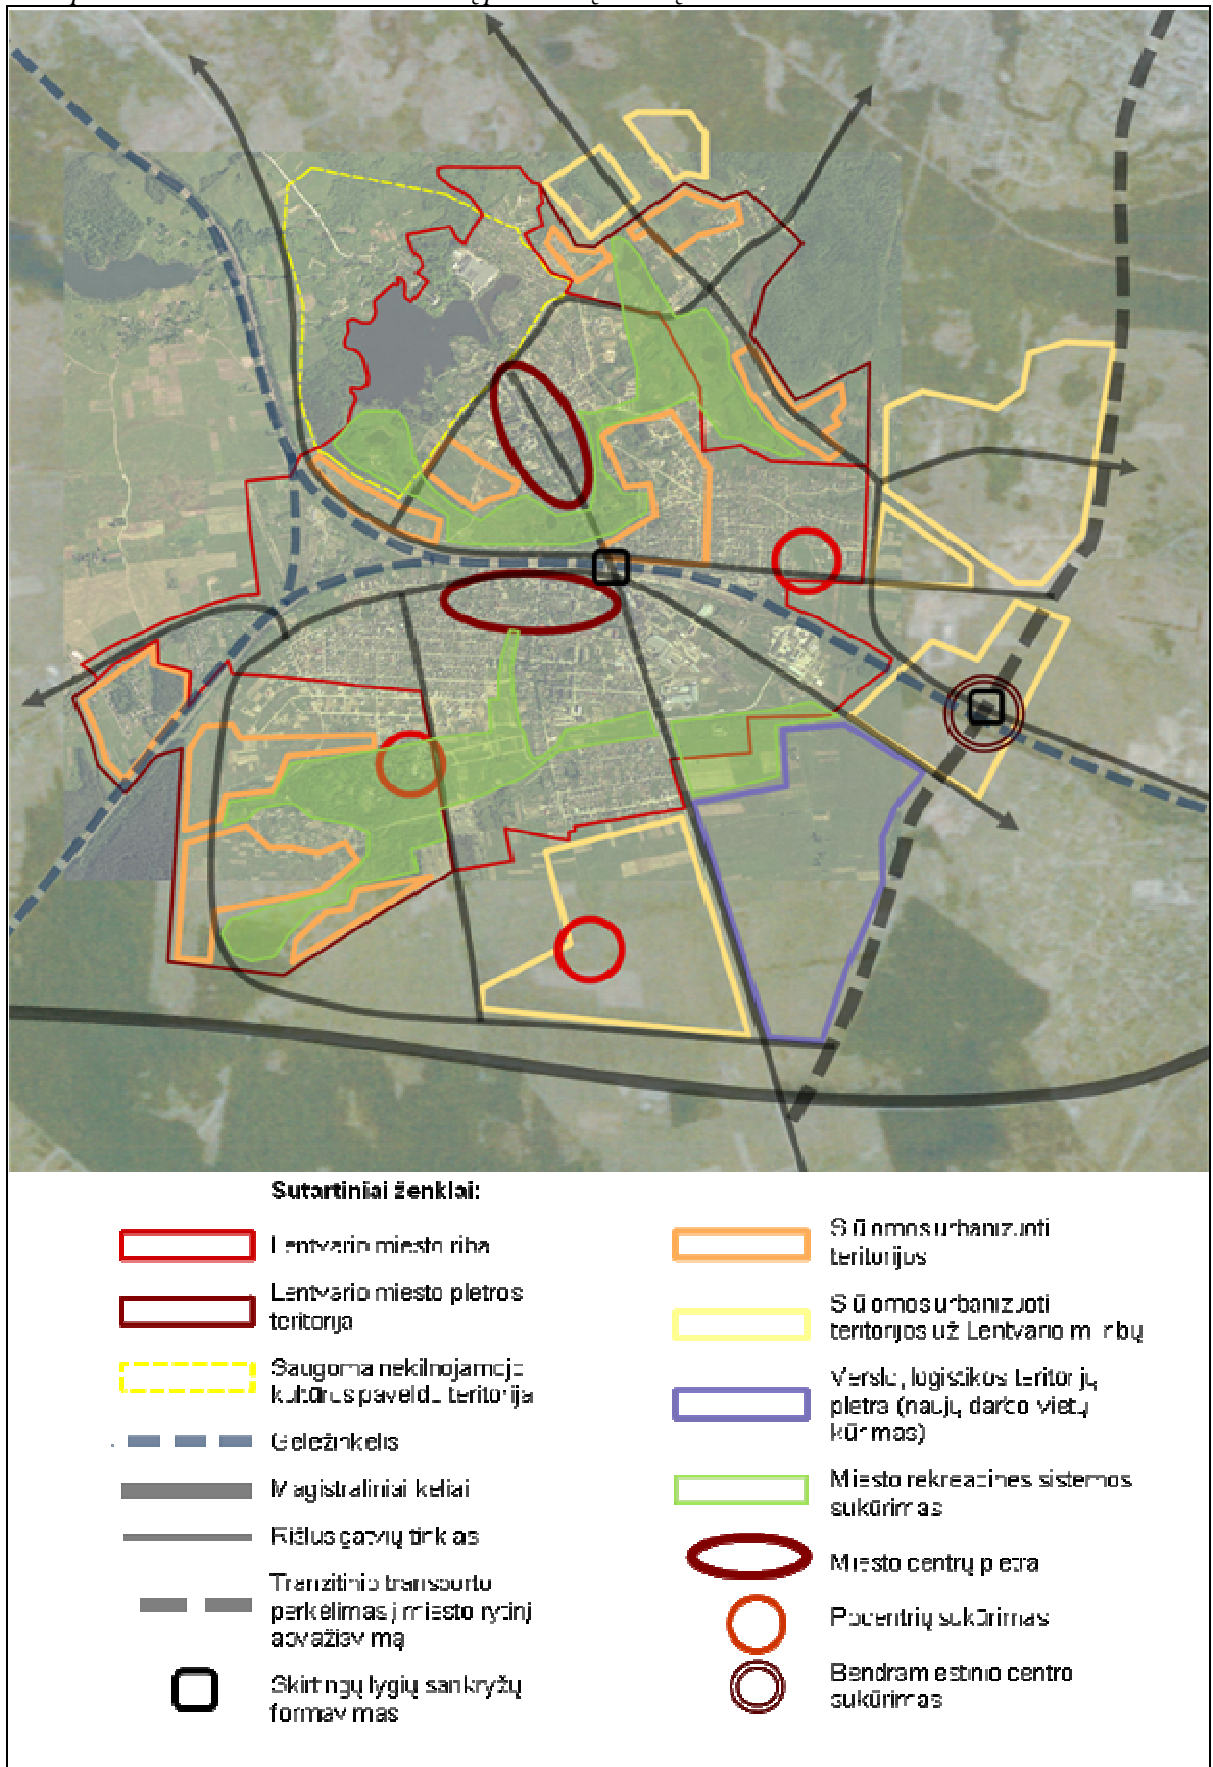 Sutartiniai ženklai:
Lentvario miesto riba
Lentvario miesto plėtros
teritorija
Saugoma nekilnojamojo
kultūros paveldo teritorija
Geležinkelis
Magistraliniai keliai
Rišlus gatvių tinklas
Tranzitinio transporto
perkėlimas į miesto rytinį
apvažiavimą
Skirtingų lygių sankryžų
formavimas
Siūlomos urbanizuoti
teritorijos
Siūlomos urbanizuoti
teritorijos už Lentvario m. ribų
Verslo, logistikos teritorijų
plėtra (naujų darbo vietų
kūrimas)
Miesto rekreacinės sistemos
sukūrimas
Miesto centrų plėtra
Pocentrių sukūrimas
Bendramiestinio centro
sukūrimas